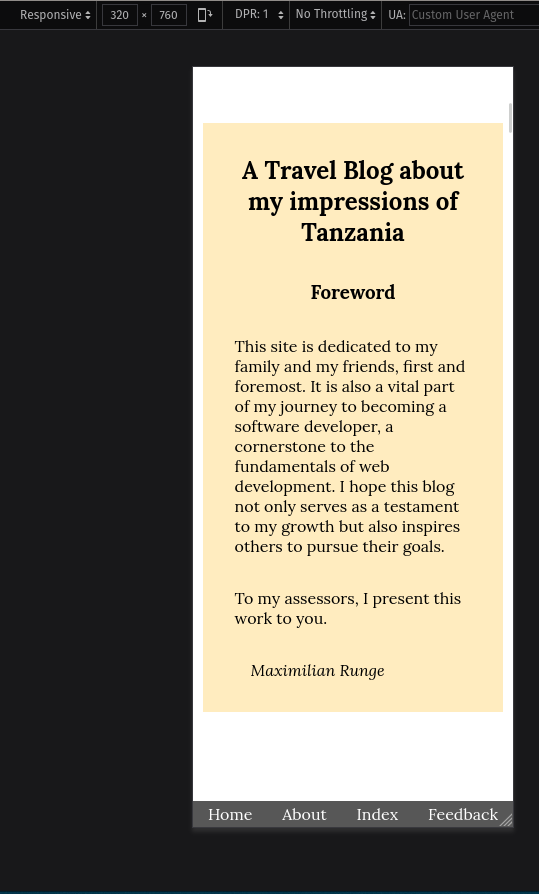 Responsive 320 × 760 DPR: 1 No Throttling UA: Custom User Agent
A Travel Blog about
my impressions of
Tanzania
Foreword
This site is dedicated to my
family and my friends, first and
foremost. It is also a vital part
of my journey to becoming a
software developer, a
cornerstone to the
fundamentals of web
development. I hope this blog
not only serves as a testament
to my growth but also inspires
others to pursue their goals.
To my assessors, I present this
work to you.
Maximilian Runge
Home About Index Feedback